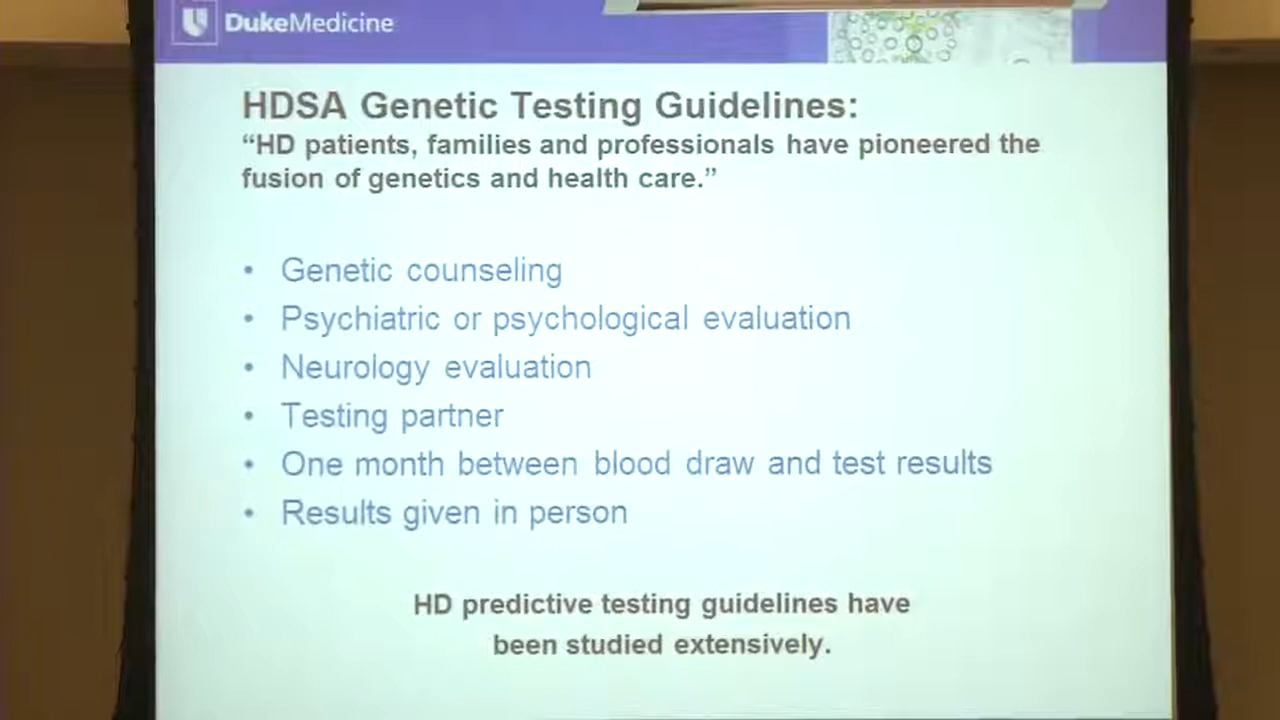 DukeMedicine
HDSA Genetic Testing Guidelines:
“HD patients, families and professionals have pioneered the
fusion of genetics and health care.”
• Genetic counseling
• Psychiatric or psychological evaluation
• Neurology evaluation
• Testing partner
• One month between blood draw and test results
• Results given in person
HD predictive testing guidelines have
been studied extensively.